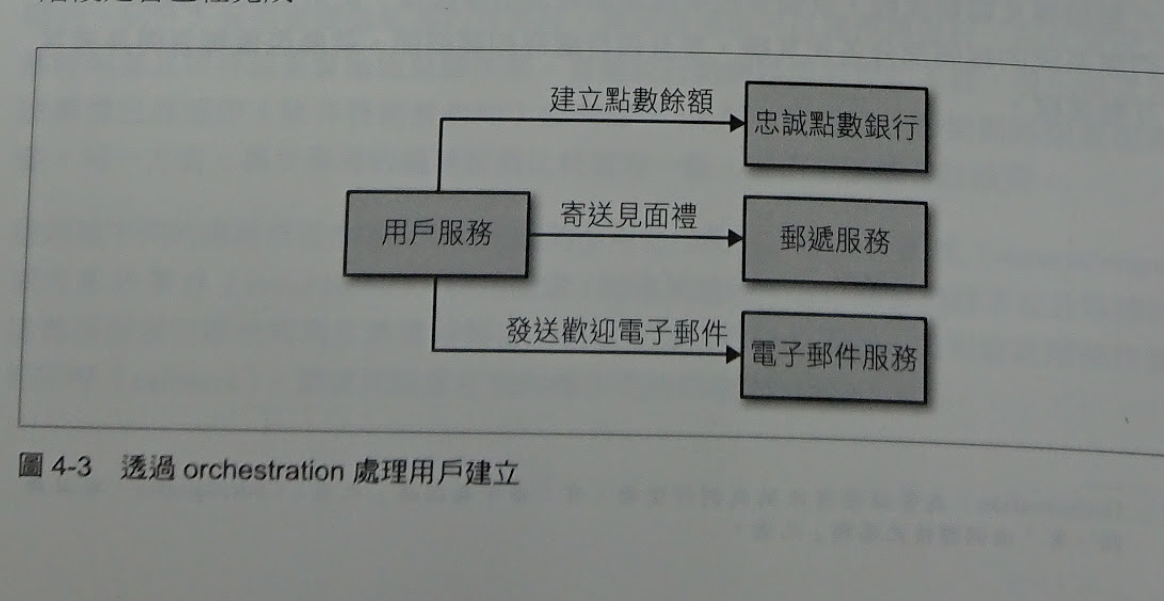 建立點數餘額
忠誠點數銀行
用戶服務
寄送見面禮
郵遞服務
發送歡迎電子郵件
電子郵件服務
圖 4-3 透過 orchestration 處理用戶建立